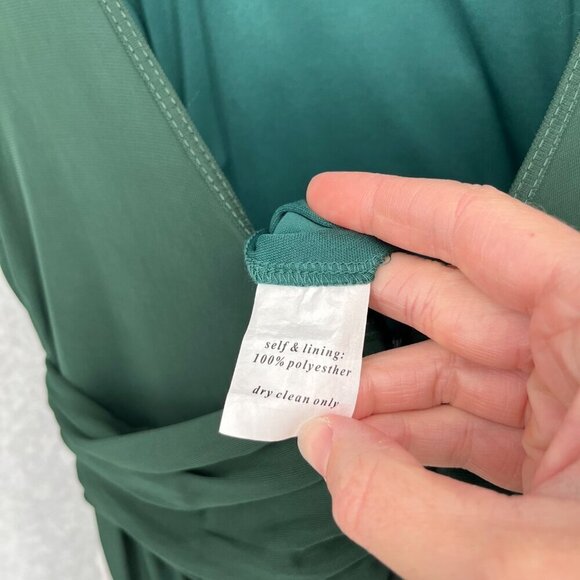 self & lining:
100% polyesther
dry clean only